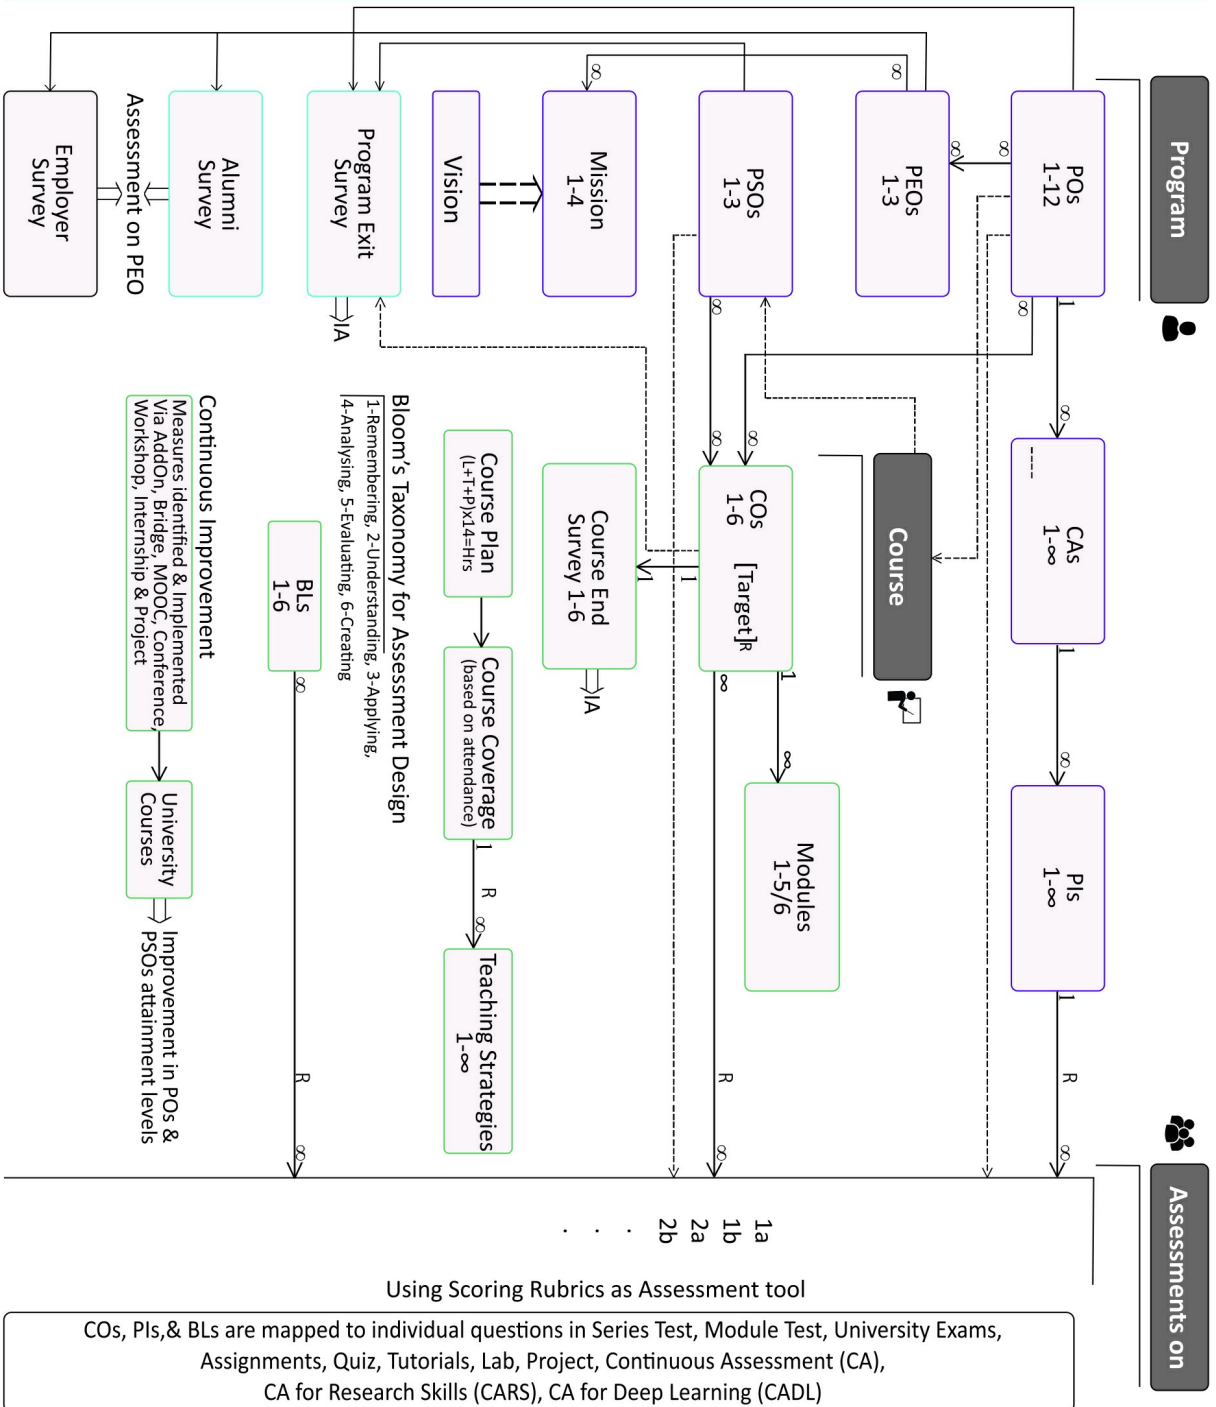 Program
POs
1-12
PEOs
1-3
PSOs
1-3
Mission
1-4
Vision
Program Exit
Survey
IA
Alumni
Survey
Assessment on PEO
Employer
Survey
∞
∞
∞
∞
∞
1
∞
∞
∞
∞
∞
CAs
1-∞
1
∞
PIs
1-∞
1
R
∞
Course
COs
1-6
[Target]R
1
∞
Modules
1-5/6
∞
R
∞
1
1
Course End
Survey 1-6
IA
Course Plan
(L+T+P)x14=Hrs
Course Coverage
(based on attendance)
1
R
∞
Teaching Strategies
1-∞
Bloom's Taxonomy for Assessment Design
1-Remembering, 2-Understanding, 3-Applying,
4-Analysing, 5-Evaluating, 6-Creating
BLs
1-6
∞
R
∞
Continuous Improvement
Measures identified & Implemented
Via AddOn, Bridge, MOOC, Conference,
Workshop, Internship & Project
University
Courses
Improvement in POs &
PSOs attainment levels
Assessments on
1a
1b
2a
2b
.
.
.
Using Scoring Rubrics as Assessment tool
COs, PIs,& BLs are mapped to individual questions in Series Test, Module Test, University Exams,
Assignments, Quiz, Tutorials, Lab, Project, Continuous Assessment (CA),
CA for Research Skills (CARS), CA for Deep Learning (CADL)